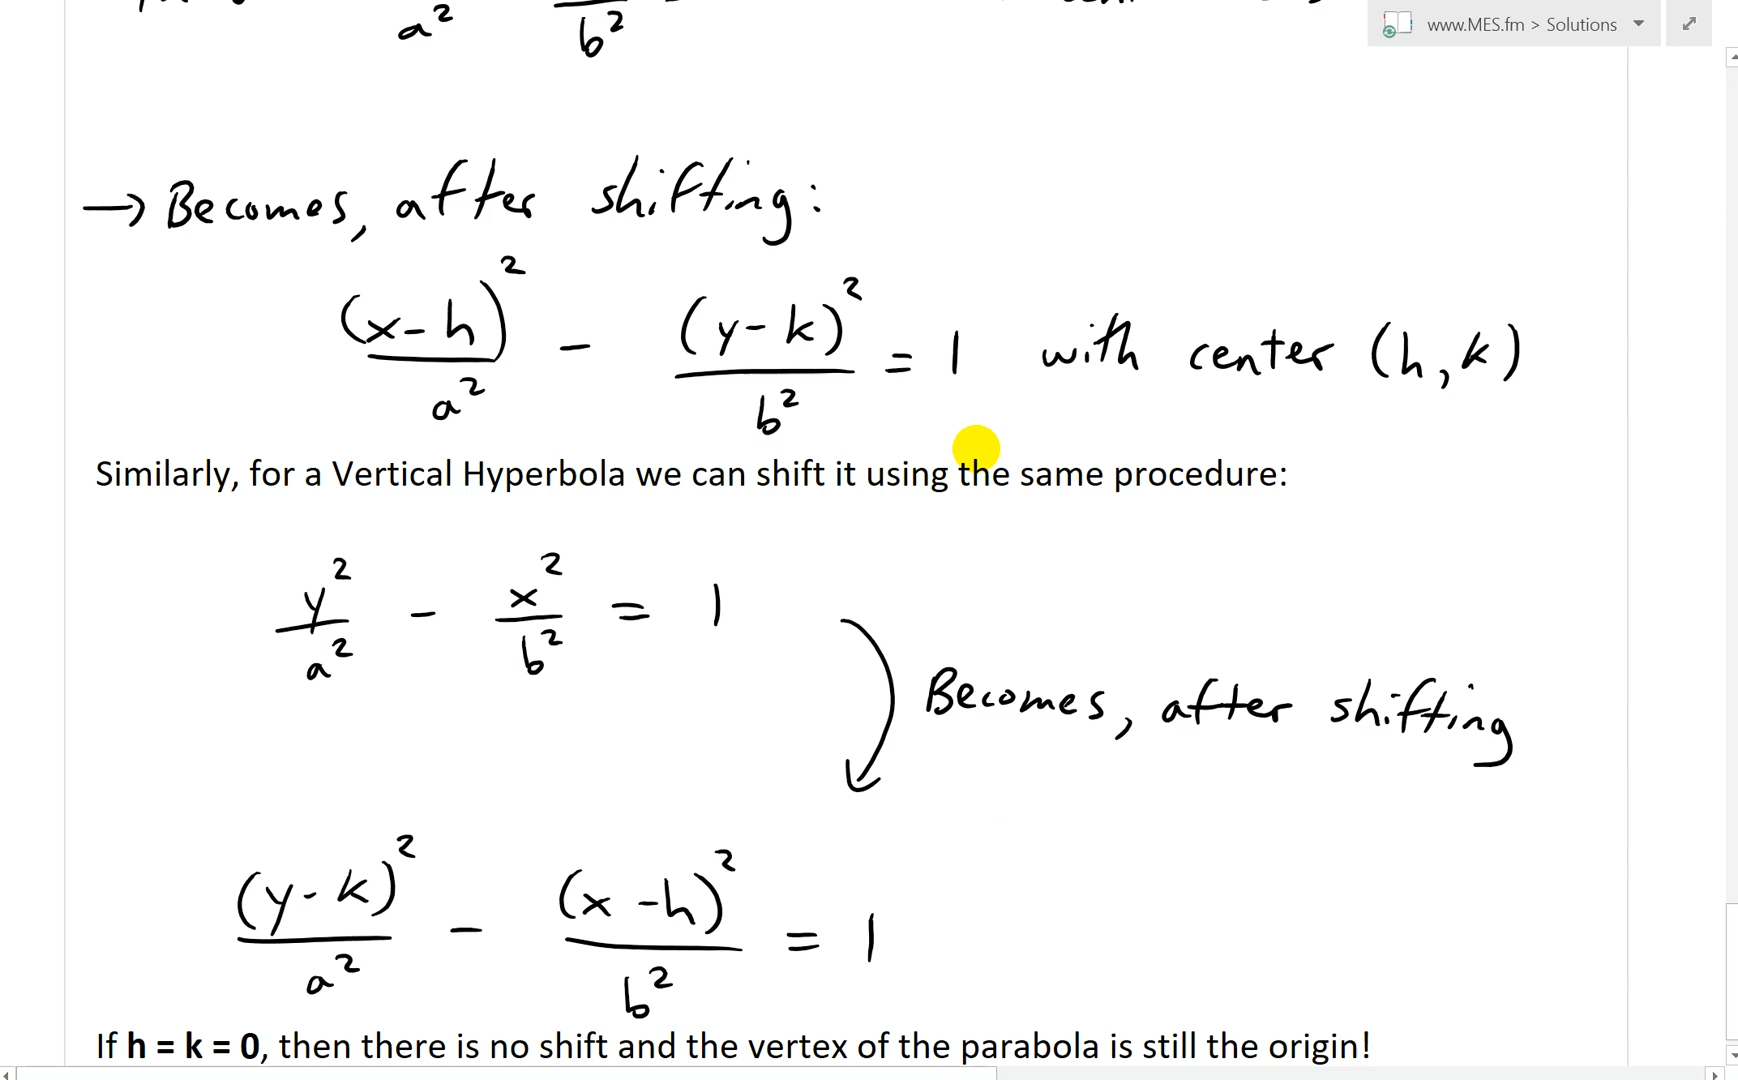 a² b²
www.MES.fm > Solutions
→ Becomes, after shifting:
(x-h)²/a² - (y-k)²/b² = 1 with center (h,k)
Similarly, for a Vertical Hyperbola we can shift it using the same procedure:
y²/a² - x²/b² = 1
Becomes, after shifting
(y-k)²/a² - (x-h)²/b² = 1
If h = k = 0, then there is no shift and the vertex of the parabola is still the origin!